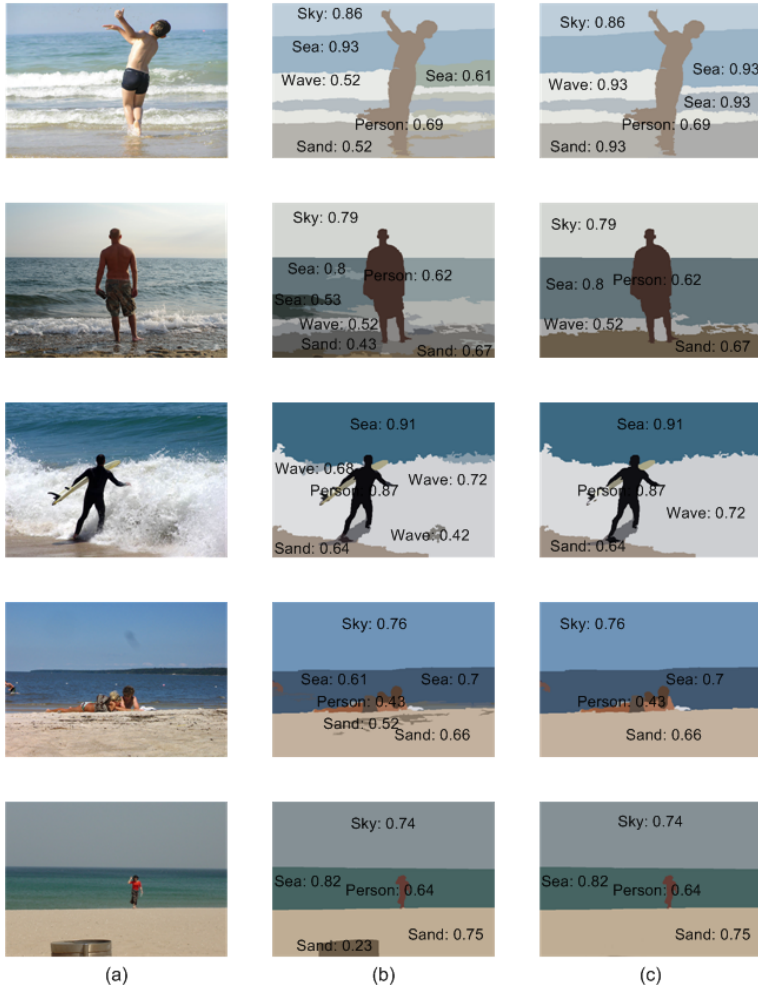 Sky: 0.86 Sky: 0.86
Sea: 0.93
Wave: 0.52 Sea: 0.61 Wave: 0.93 Sea: 0.93
Sea: 0.93
Person: 0.69 Person: 0.69
Sand: 0.52 Sand: 0.93
Sky: 0.79 Sky: 0.79
Sea: 0.8 Person: 0.62 Sea: 0.8 Person: 0.62
Sea: 0.53
Wave: 0.52 Wave: 0.52
Sand: 0.43 Sand: 0.67 Sand: 0.67
Sea: 0.91 Sea: 0.91
Wave: 0.68 Wave: 0.72
Person: 0.87 Person: 0.87
Wave: 0.72
Wave: 0.42
Sand: 0.64 Sand: 0.64
Sky: 0.76 Sky: 0.76
Sea: 0.61 Sea: 0.7 Sea: 0.7
Person: 0.43 Person: 0.43
Sand: 0.52
Sand: 0.66 Sand: 0.66
Sky: 0.74 Sky: 0.74
Sea: 0.82 Person: 0.64 Sea: 0.82 Person: 0.64
Sand: 0.23 Sand: 0.75 Sand: 0.75
(a) (b) (c)